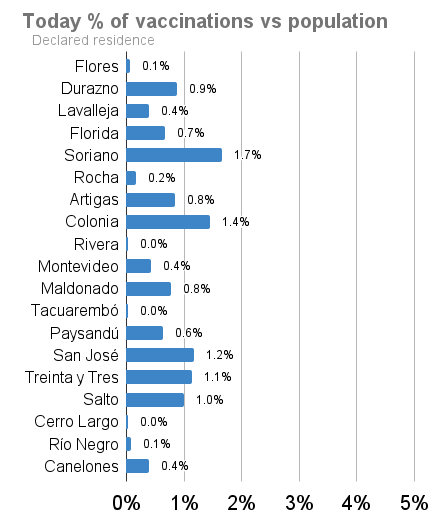 Today % of vaccinations vs population
Declared residence
Flores 0.1%
Durazno 0.9%
Lavalleja 0.4%
Florida 0.7%
Soriano 1.7%
Rocha 0.2%
Artigas 0.8%
Colonia 1.4%
Rivera 0.0%
Montevideo 0.4%
Maldonado 0.8%
Tacuarembó 0.0%
Paysandú 0.6%
San José 1.2%
Treinta y Tres 1.1%
Salto 1.0%
Cerro Largo 0.0%
Río Negro 0.1%
Canelones 0.4%
0% 1% 2% 3% 4% 5%